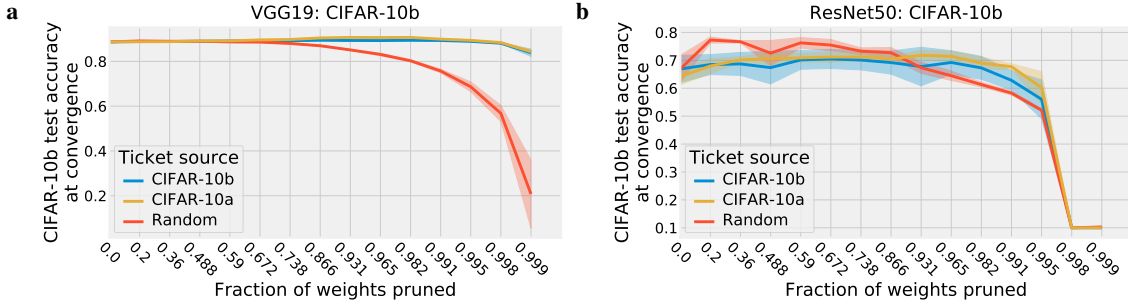 a
VGG19: CIFAR-10b
CIFAR-10b test accuracy
at convergence
0.8
0.6
0.4
0.2
Ticket source
CIFAR-10b
CIFAR-10a
Random
0.0
0.2
0.36
0.488
0.59
0.672
0.738
0.866
0.931
0.965
0.982
0.991
0.995
0.998
0.999
Fraction of weights pruned
b
ResNet50: CIFAR-10b
CIFAR-10b test accuracy
at convergence
0.8
0.7
0.6
0.5
0.4
0.3
0.2
0.1
Ticket source
CIFAR-10b
CIFAR-10a
Random
0.0
0.2
0.36
0.488
0.59
0.672
0.738
0.866
0.931
0.965
0.982
0.991
0.995
0.998
0.999
Fraction of weights pruned